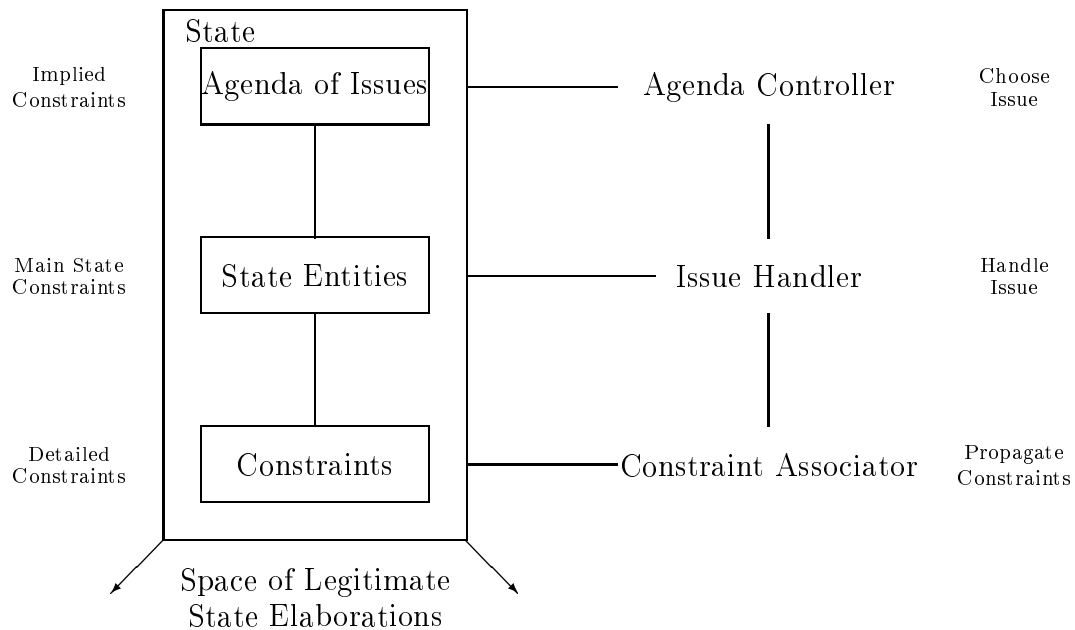 State
Implied
Constraints
Agenda of Issues
Agenda Controller
Choose
Issue
Main State
Constraints
State Entities
Issue Handler
Handle
Issue
Detailed
Constraints
Constraints
Constraint Associator
Propagate
Constraints
Space of Legitimate
State Elaborations